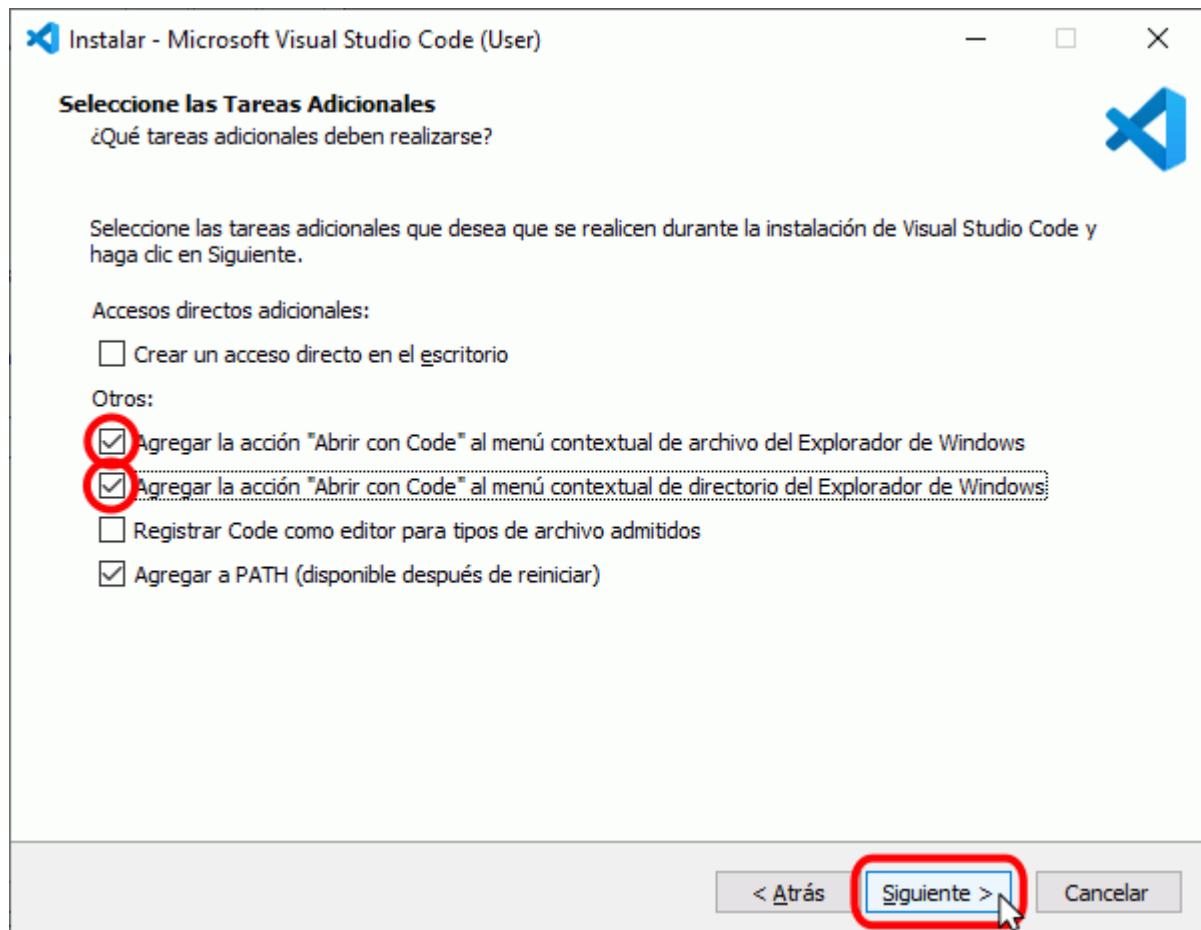 Instalar - Microsoft Visual Studio Code (User)
Seleccione las Tareas Adicionales
¿Qué tareas adicionales deben realizarse?
Seleccione las tareas adicionales que desea que se realicen durante la instalación de Visual Studio Code y
haga clic en Siguiente.
Accesos directos adicionales:
Crear un acceso directo en el escritorio
Otros:
Agregar la acción "Abrir con Code" al menú contextual de archivo del Explorador de Windows
Agregar la acción "Abrir con Code" al menú contextual de directorio del Explorador de Windows
Registrar Code como editor para tipos de archivo admitidos
Agregar a PATH (disponible después de reiniciar)
< Atrás Siguiente > Cancelar